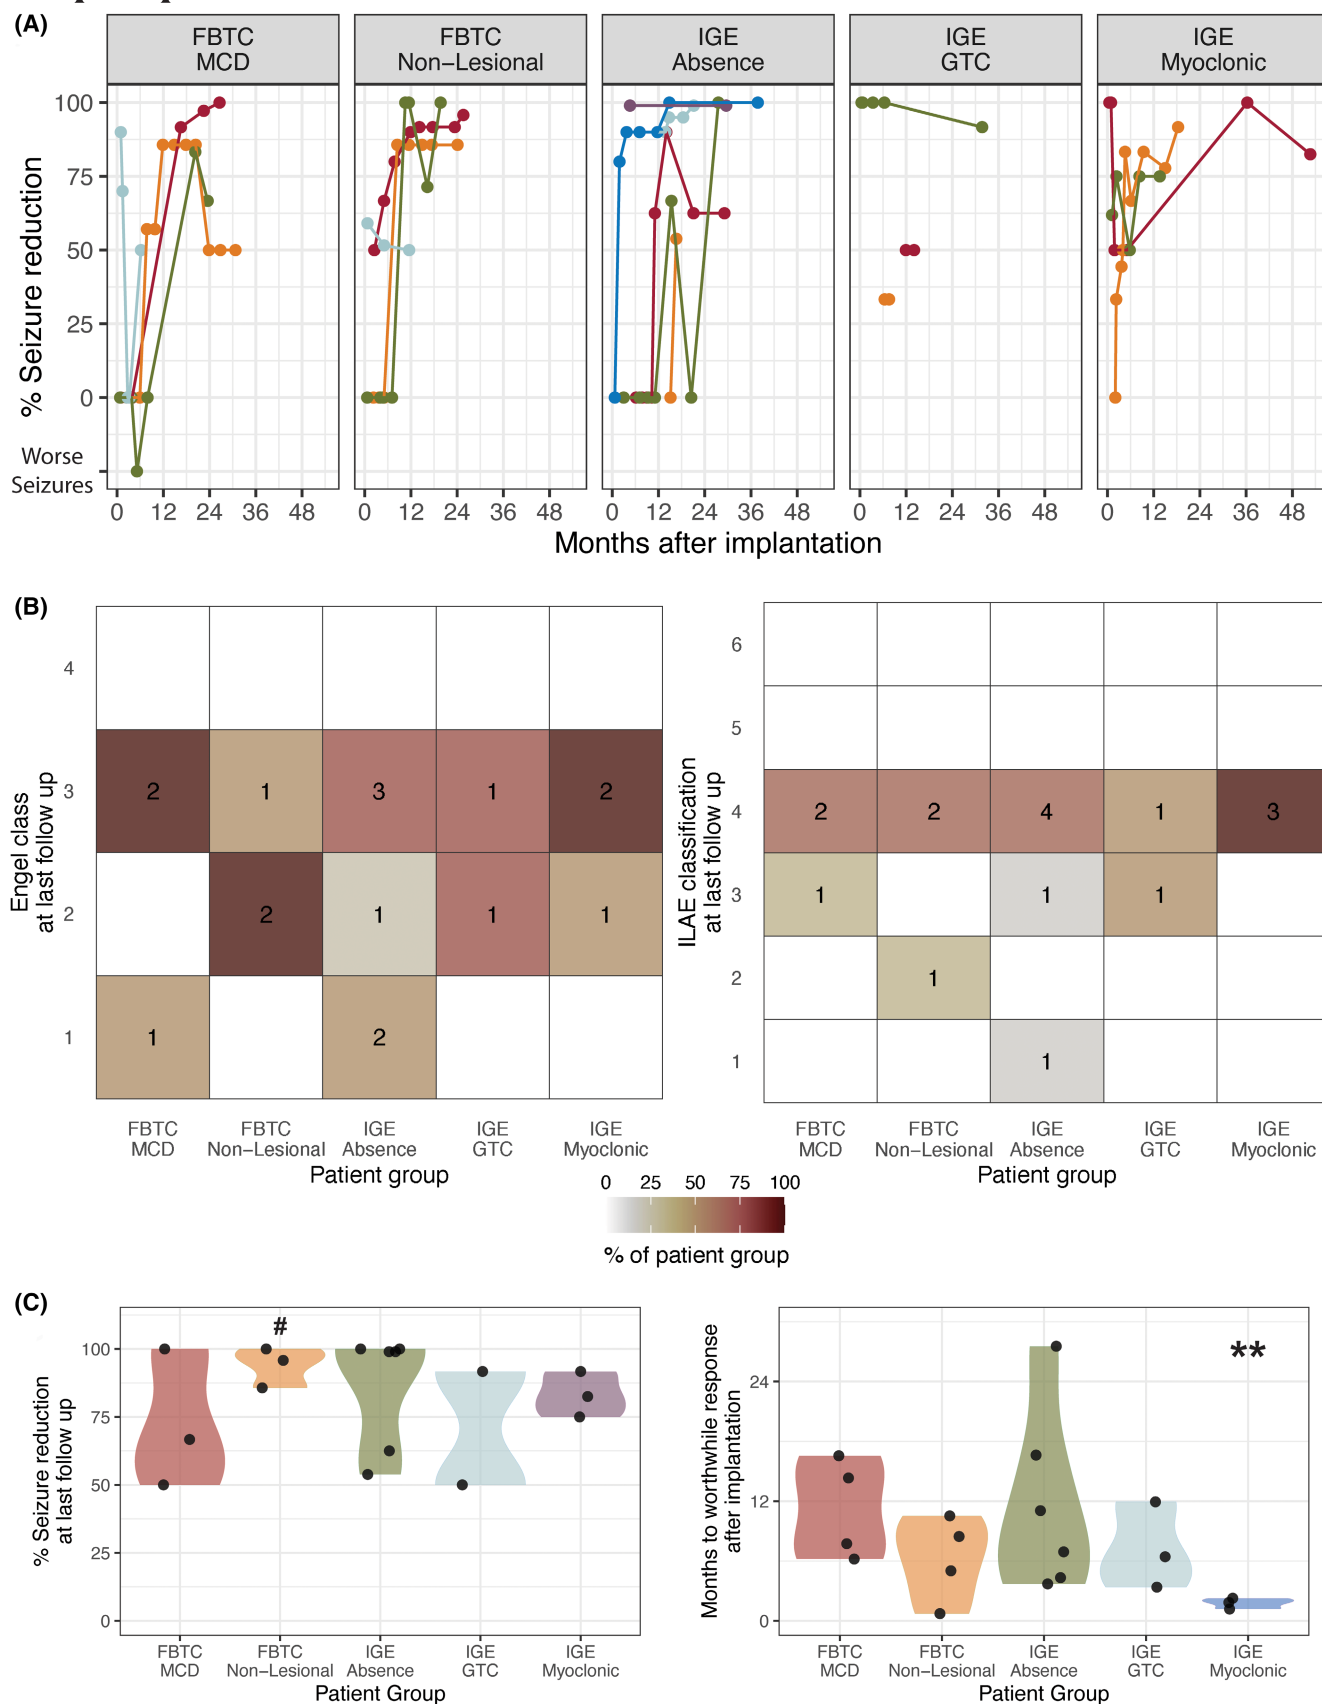 (A)
FBTC
MCD
FBTC
Non–Lesional
IGE
Absence
IGE
GTC
IGE
Myoclonic
100
75
50
25
0
Worse
Seizures
% Seizure reduction
0 12 24 36 48
0 12 24 36 48
0 12 24 36 48
0 12 24 36 48
0 12 24 36 48
Months after implantation
(B)
Engel class
at last follow up
4
3
2
1
2 1 3 1 2
2 1 1 1
1 2
FBTC
MCD
FBTC
Non–Lesional
IGE
Absence
IGE
GTC
IGE
Myoclonic
Patient group
ILAE classification
at last follow up
6
5
4
3
2
1
2 2 4 1 3
1 1 1
1
1
FBTC
MCD
FBTC
Non–Lesional
IGE
Absence
IGE
GTC
IGE
Myoclonic
Patient group
0 25 50 75 100
% of patient group
(C)
% Seizure reduction
at last follow up
100
75
50
25
0
#
FBTC
MCD
FBTC
Non–Lesional
IGE
Absence
IGE
GTC
IGE
Myoclonic
Patient Group
Months to worthwhile response
after implantation
24
12
0
**
FBTC
MCD
FBTC
Non–Lesional
IGE
Absence
IGE
GTC
IGE
Myoclonic
Patient Group